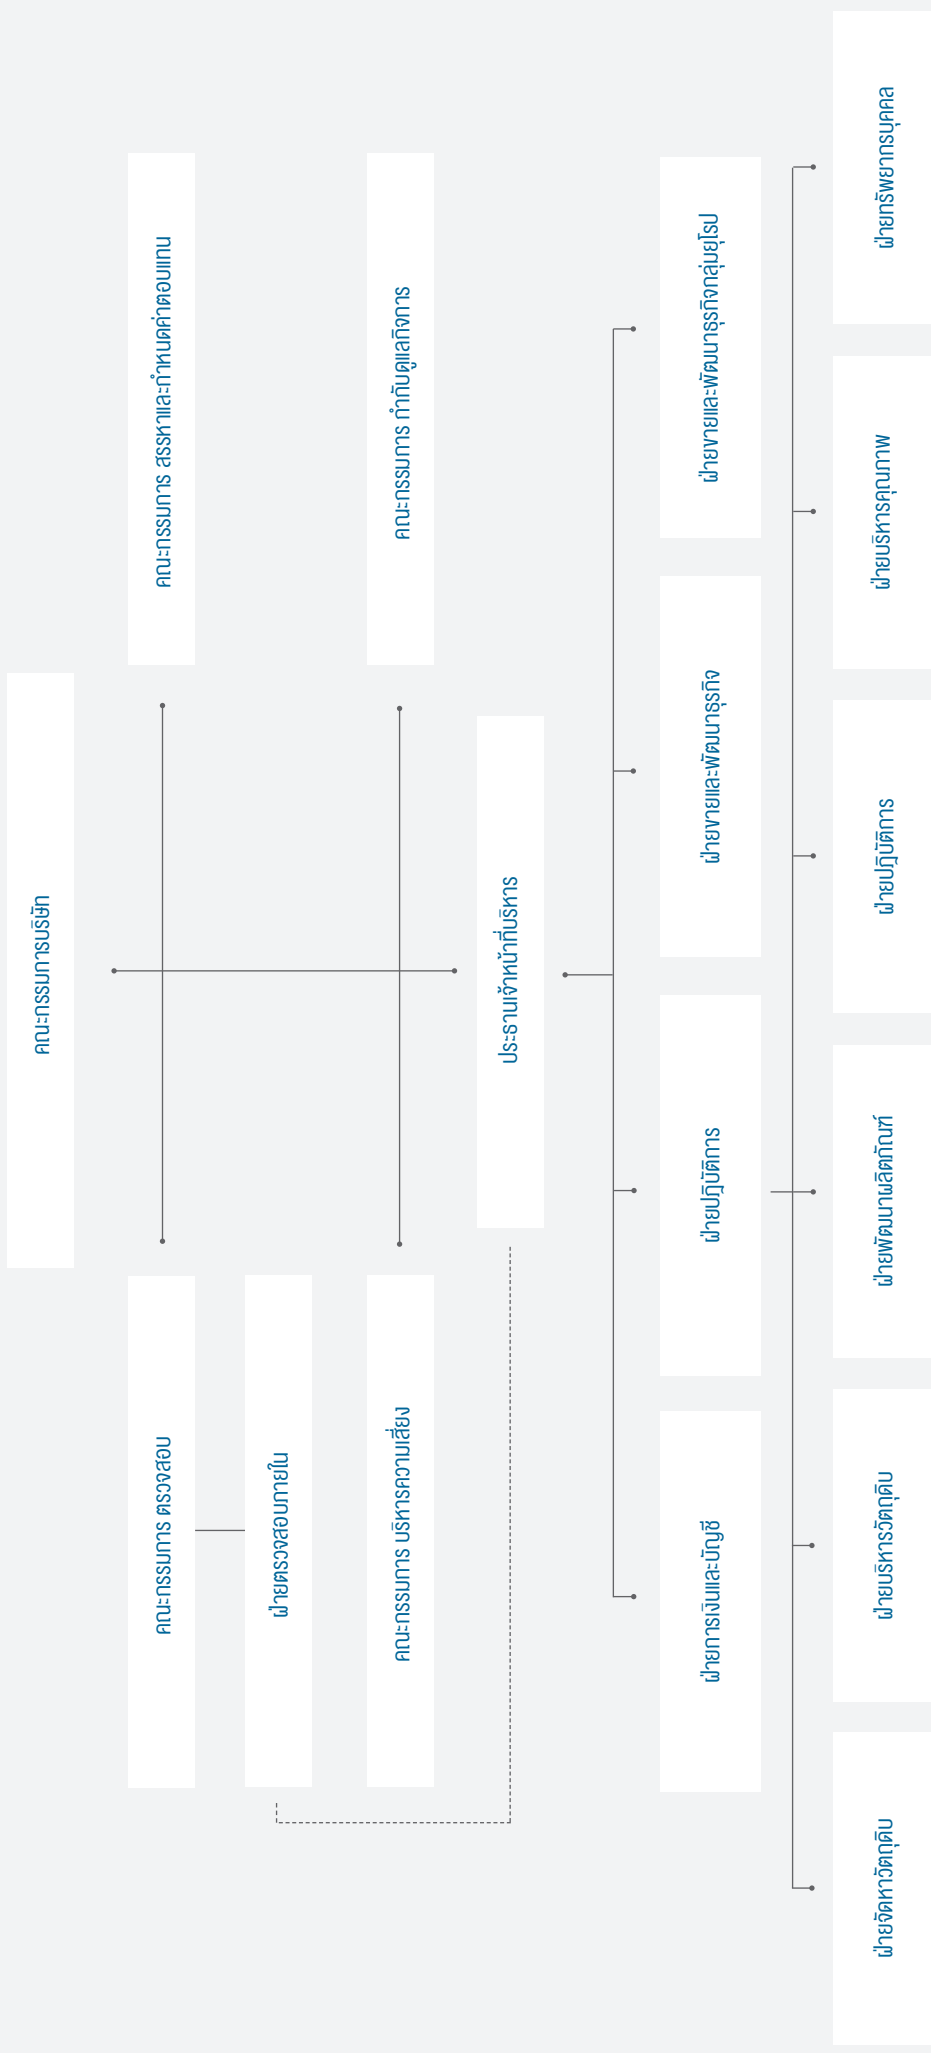 คณะกรรมการบริษัท
คณะกรรมการ ตรวจสอบ
คณะกรรมการ สรรหาและกำหนดค่าตอบแทน
ฝ่ายตรวจสอบภายใน
คณะกรรมการ บริหารความเสี่ยง
คณะกรรมการ กำกับดูแลกิจการ
ประธานเจ้าหน้าที่บริหาร
ฝ่ายการเงินและบัญชี
ฝ่ายปฏิบัติการ
ฝ่ายขายและพัฒนาธุรกิจ
ฝ่ายขายและพัฒนาธุรกิจกลุ่มยุโรป
ฝ่ายจัดหาวัตถุดิบ
ฝ่ายบริหารวัตถุดิบ
ฝ่ายพัฒนาผลิตภัณฑ์
ฝ่ายปฏิบัติการ
ฝ่ายบริหารคุณภาพ
ฝ่ายทรัพยากรบุคคล